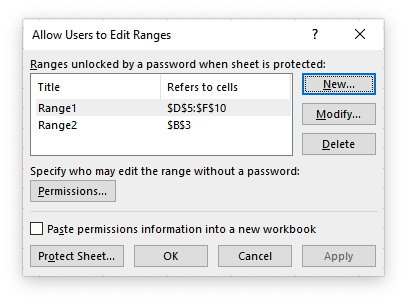 Allow Users to Edit Ranges ? ×
Ranges unlocked by a password when sheet is protected:
Title Refers to cells New...
Range1 $D$5:$F$10
Range2 $B$3 Modify...
Delete
Specify who may edit the range without a password:
Permissions...
Paste permissions information into a new workbook
Protect Sheet... OK Cancel Apply